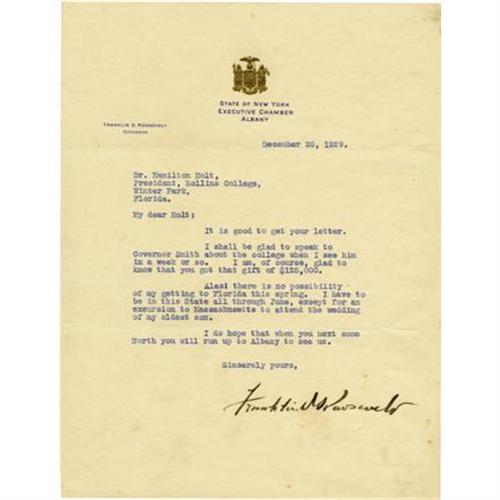 STATE OF NEW YORK
EXECUTIVE CHAMBER
ALBANY
FRANKLIN D. ROOSEVELT
GOVERNOR
December 20, 1929.
Dr. Hamilton Holt,
President, Rollins College,
Winter Park,
Florida.
My dear Holt:
It is good to get your letter.
I shall be glad to speak to
Governor Smith about the college when I see him
in a week or so. I am, of course, glad to
know that you got that gift of $125,000.
Alas! there is no possibility
of my getting to Florida this spring. I have to
be in this State all through June, except for an
excursion to Massachusetts to attend the wedding
of my oldest son.
I do hope that when you next come
North you will run up to Albany to see us.
Sincerely yours,
Franklin D Roosevelt